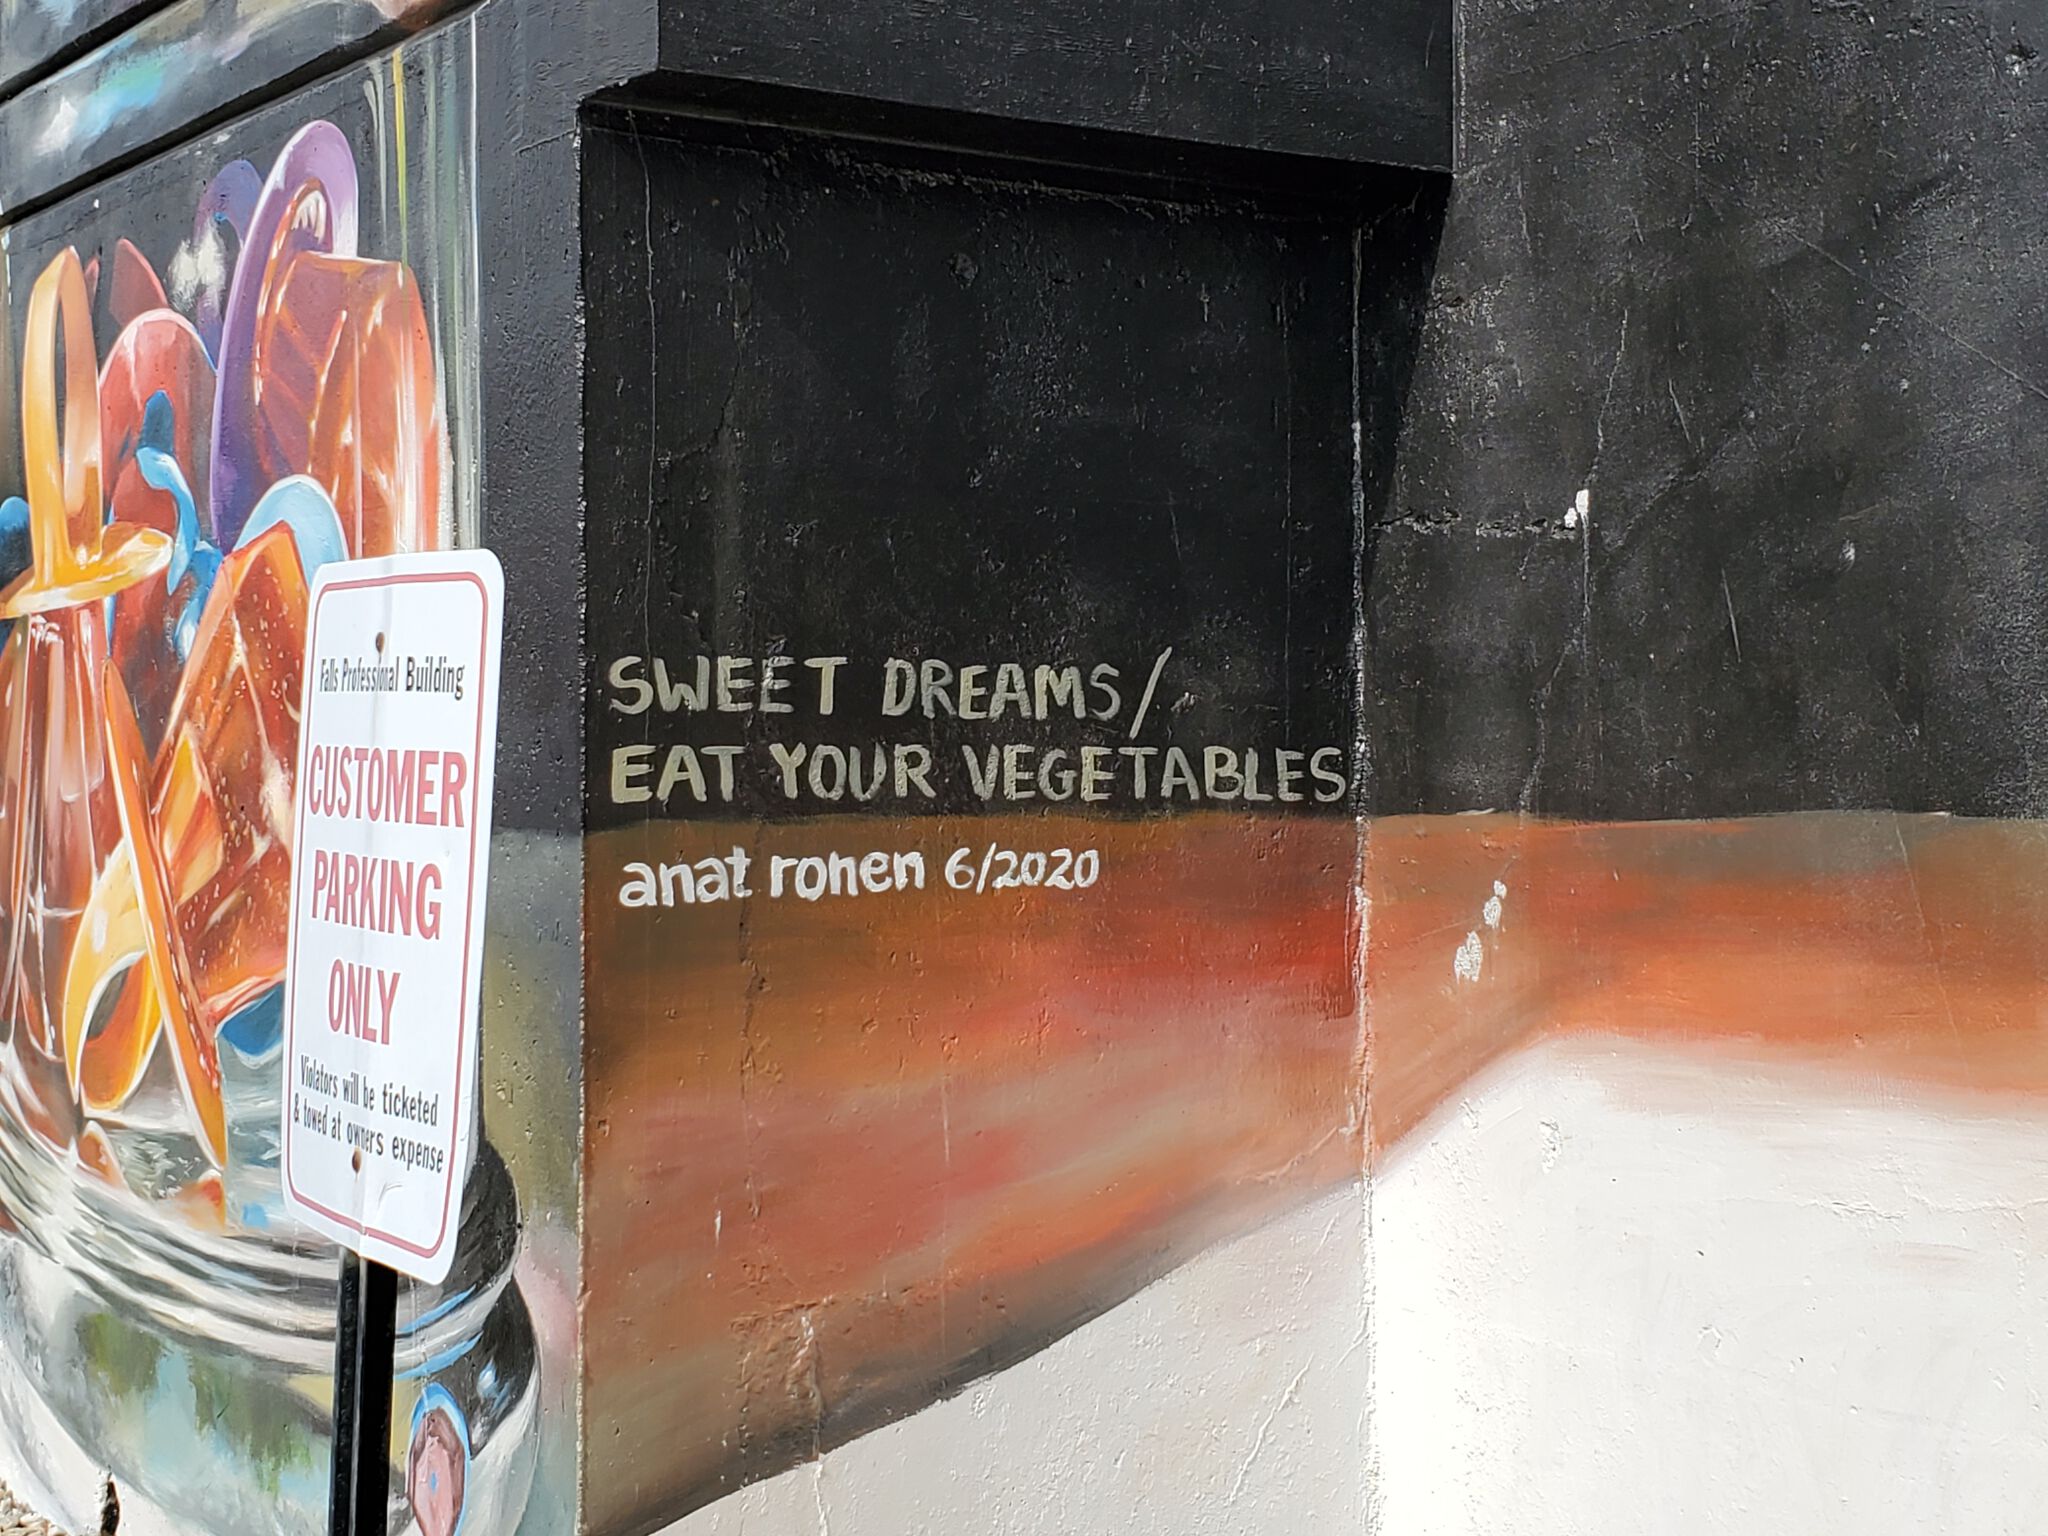 Falls Professional Building
CUSTOMER
PARKING
ONLY
Violators will be ticketed
& towed at owners expense
SWEET DREAMS/
EAT YOUR VEGETABLES
anat ronen 6/2020